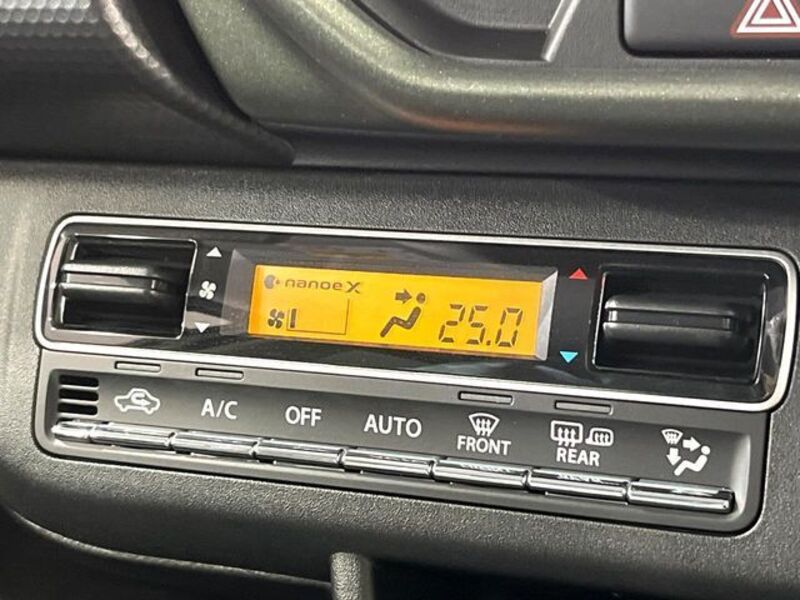 nanoe X
25.0
A/C
OFF
AUTO
FRONT
REAR